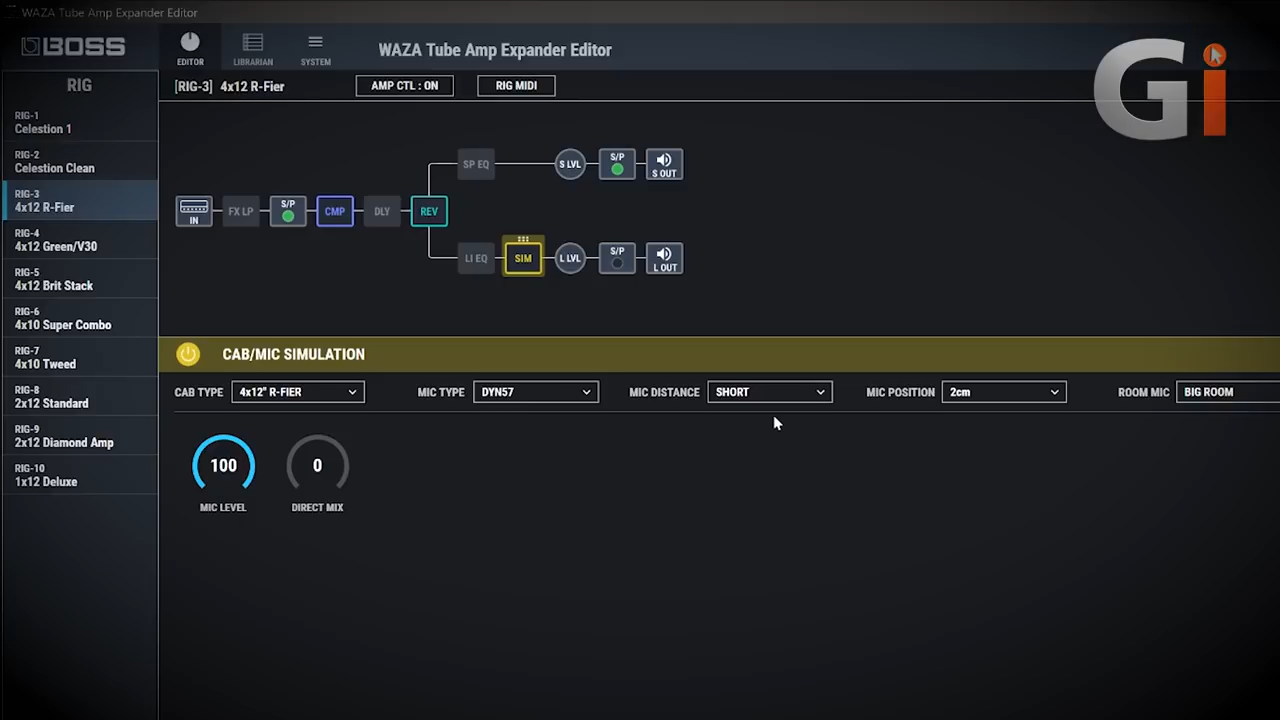 WAZA Tube Amp Expander Editor
BOSS
EDITOR
LIBRARIAN
SYSTEM
WAZA Tube Amp Expander Editor
Gi
RIG
[RIG-3] 4x12 R-Fier
AMP CTL : ON
RIG MIDI
RIG-1
Celestion 1
RIG-2
Celestion Clean
RIG-3
4x12 R-Fier
RIG-4
4x12 Green/V30
RIG-5
4x12 Brit Stack
RIG-6
4x10 Super Combo
RIG-7
4x10 Tweed
RIG-8
2x12 Standard
RIG-9
2x12 Diamond Amp
RIG-10
1x12 Deluxe
SP EQ
S LVL
S/P
S OUT
IN
FX LP
S/P
CMP
DLY
REV
LI EQ
SIM
L LVL
S/P
L OUT
CAB/MIC SIMULATION
CAB TYPE 4x12" R-FIER
MIC TYPE DYN57
MIC DISTANCE SHORT
MIC POSITION 2cm
ROOM MIC BIG ROOM
100
MIC LEVEL
0
DIRECT MIX